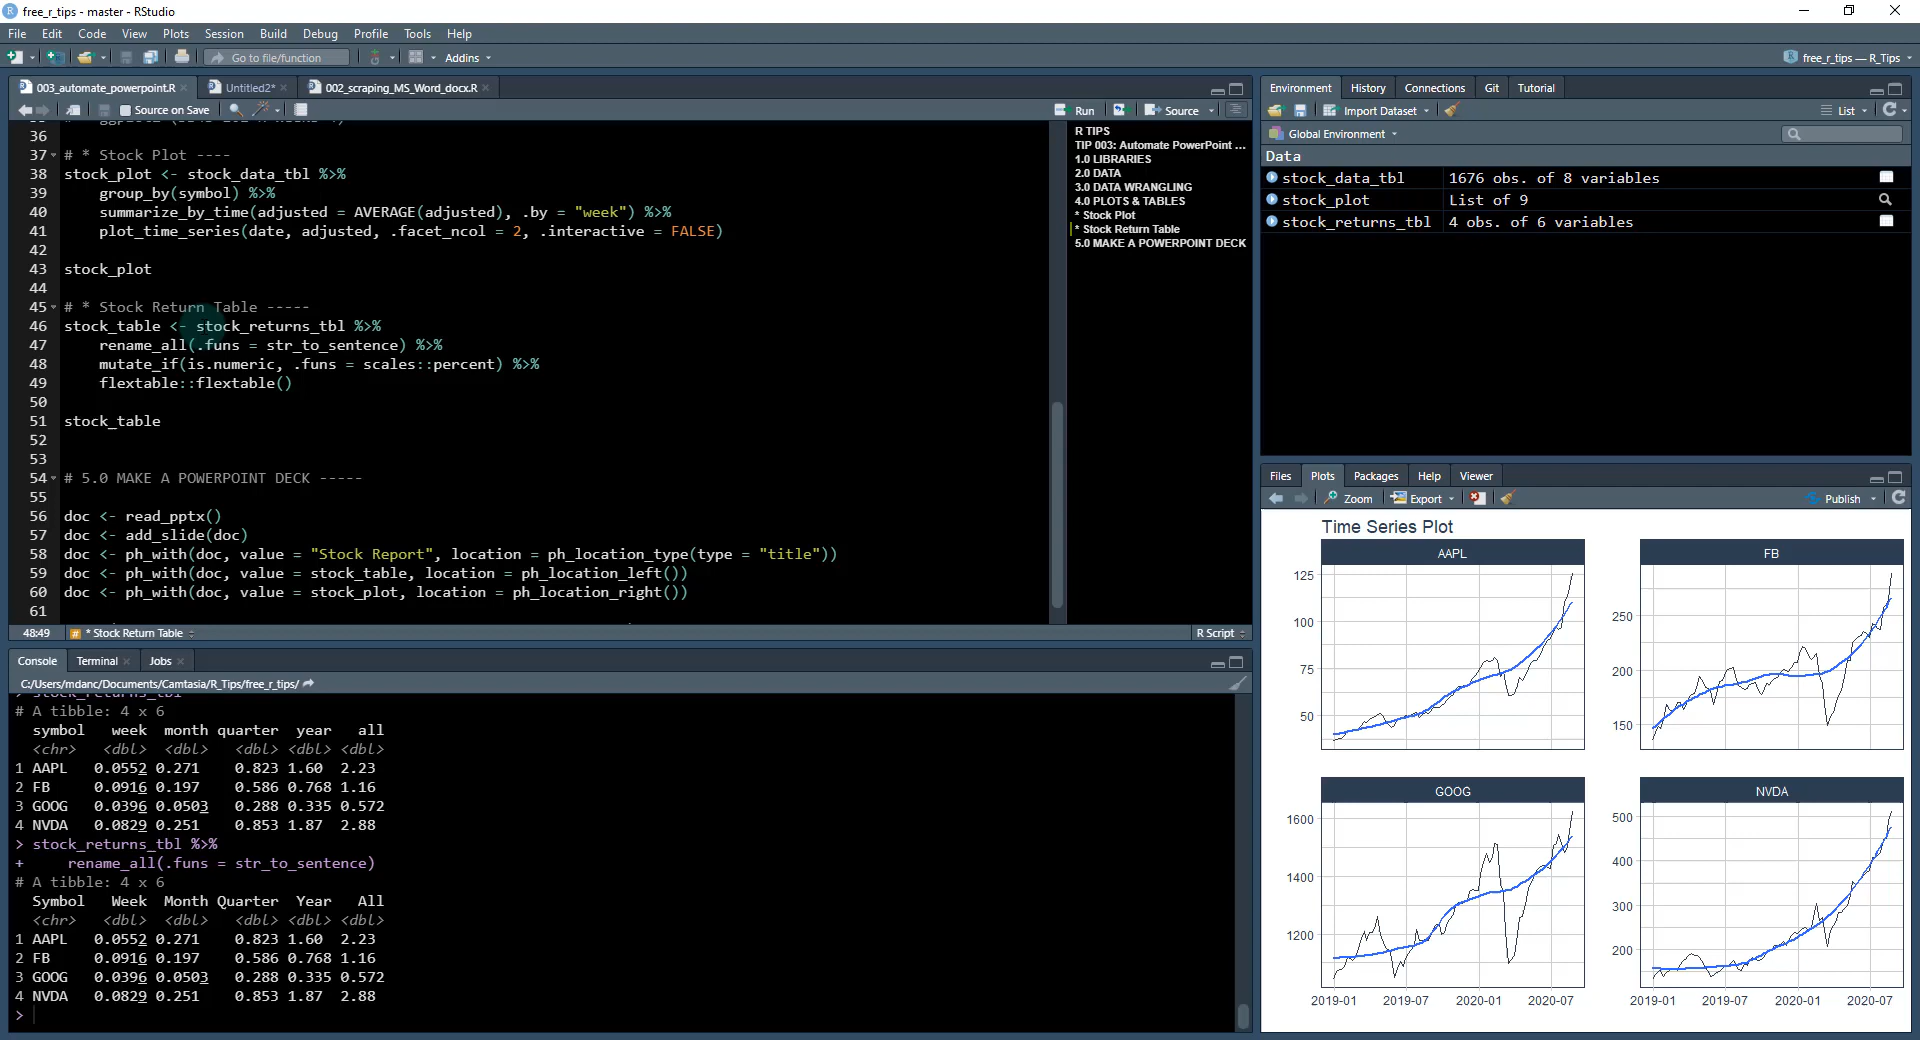 free_r_tips - master - RStudio
File Edit Code View Plots Session Build Debug Profile Tools Help
Go to file/function Addins free_r_tips — R_Tips
003_automate_powerpoint.R Untitled2* 002_scraping_MS_Word_docx.R
Source on Save Run Source
36
37 # * Stock Plot ----
38 stock_plot <- stock_data_tbl %>%
39 group_by(symbol) %>%
40 summarize_by_time(adjusted = AVERAGE(adjusted), .by = "week") %>%
41 plot_time_series(date, adjusted, .facet_ncol = 2, .interactive = FALSE)
42
43 stock_plot
44
45 # * Stock Return Table -----
46 stock_table <- stock_returns_tbl %>%
47 rename_all(.funs = str_to_sentence) %>%
48 mutate_if(is.numeric, .funs = scales::percent) %>%
49 flextable::flextable()
50
51 stock_table
52
53
54 # 5.0 MAKE A POWERPOINT DECK -----
55
56 doc <- read_pptx()
57 doc <- add_slide(doc)
58 doc <- ph_with(doc, value = "Stock Report", location = ph_location_type(type = "title"))
59 doc <- ph_with(doc, value = stock_table, location = ph_location_left())
60 doc <- ph_with(doc, value = stock_plot, location = ph_location_right())
61
48:49 # * Stock Return Table R Script
R TIPS
TIP 003: Automate PowerPoint ...
1.0 LIBRARIES
2.0 DATA
3.0 DATA WRANGLING
4.0 PLOTS & TABLES
* Stock Plot
* Stock Return Table
5.0 MAKE A POWERPOINT DECK
Console Terminal Jobs
C:/Users/mdanc/Documents/Camtasia/R_Tips/free_r_tips/
> stock_returns_tbl
# A tibble: 4 x 6
symbol week month quarter year all
<chr> <dbl> <dbl> <dbl> <dbl> <dbl>
1 AAPL 0.0552 0.271 0.823 1.60 2.23
2 FB 0.0916 0.197 0.586 0.768 1.16
3 GOOG 0.0396 0.0503 0.288 0.335 0.572
4 NVDA 0.0829 0.251 0.853 1.87 2.88
> stock_returns_tbl %>%
+ rename_all(.funs = str_to_sentence)
# A tibble: 4 x 6
Symbol Week Month Quarter Year All
<chr> <dbl> <dbl> <dbl> <dbl> <dbl>
1 AAPL 0.0552 0.271 0.823 1.60 2.23
2 FB 0.0916 0.197 0.586 0.768 1.16
3 GOOG 0.0396 0.0503 0.288 0.335 0.572
4 NVDA 0.0829 0.251 0.853 1.87 2.88
>
Environment History Connections Git Tutorial
Import Dataset List
Global Environment
Data
stock_data_tbl 1676 obs. of 8 variables
stock_plot List of 9
stock_returns_tbl 4 obs. of 6 variables
Files Plots Packages Help Viewer
Zoom Export Publish
Time Series Plot
AAPL
125
100
75
50
FB
250
200
150
GOOG
1600
1400
1200
2019-01 2019-07 2020-01 2020-07
NVDA
500
400
300
200
2019-01 2019-07 2020-01 2020-07